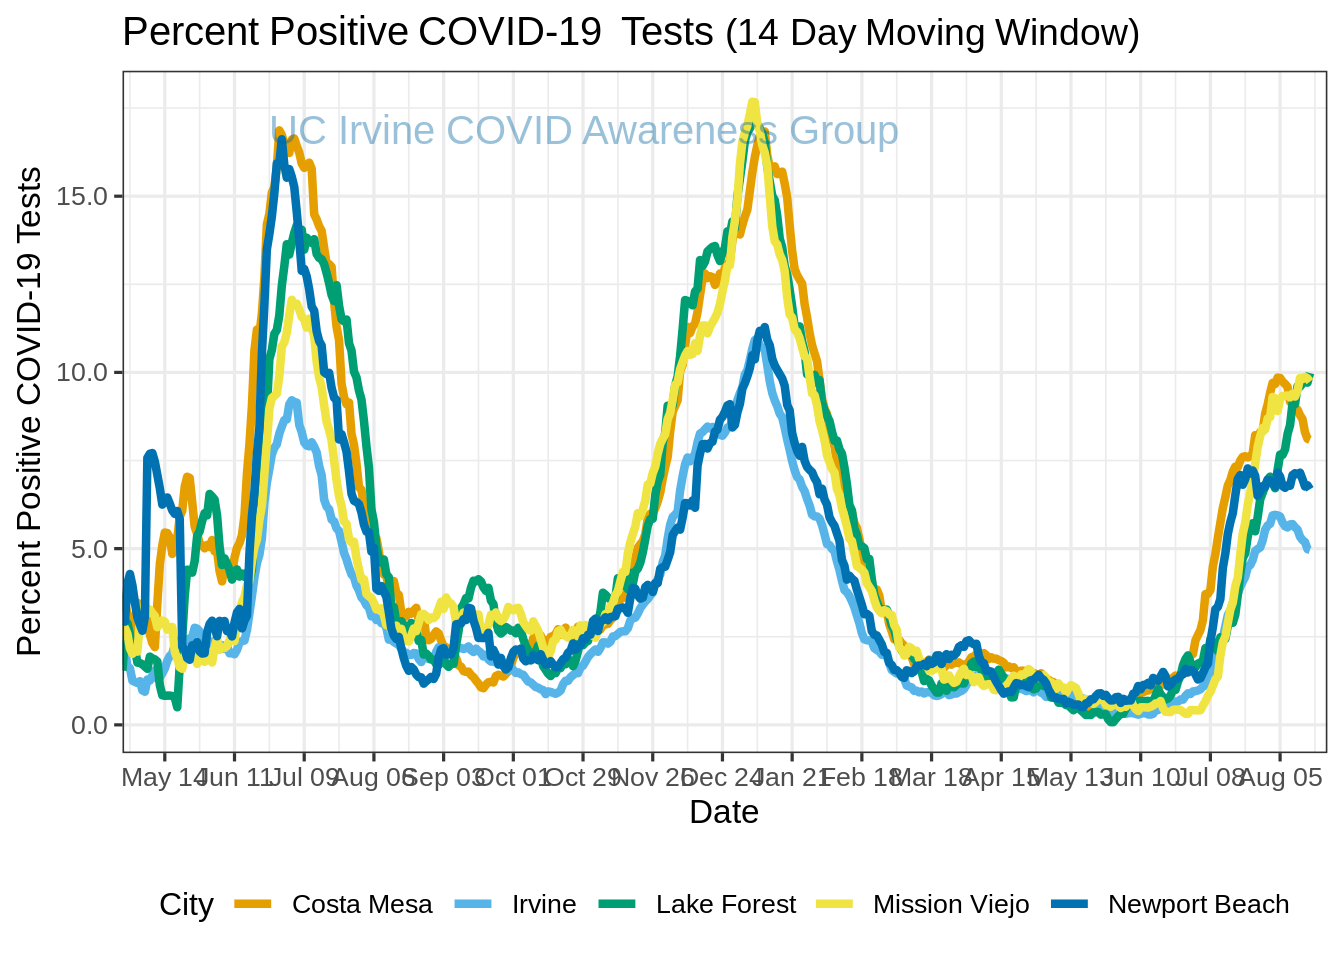 Percent Positive COVID-19 Tests (14 Day Moving Window)
UC Irvine COVID Awareness Group
Percent Positive COVID-19 Tests
15.0
10.0
5.0
0.0
May 14 Jun 11 Jul 09 Aug 06 Sep 03 Oct 01 Oct 29 Nov 26 Dec 24 Jan 21 Feb 18 Mar 18 Apr 15 May 13 Jun 10 Jul 08 Aug 05
Date
City Costa Mesa Irvine Lake Forest Mission Viejo Newport Beach